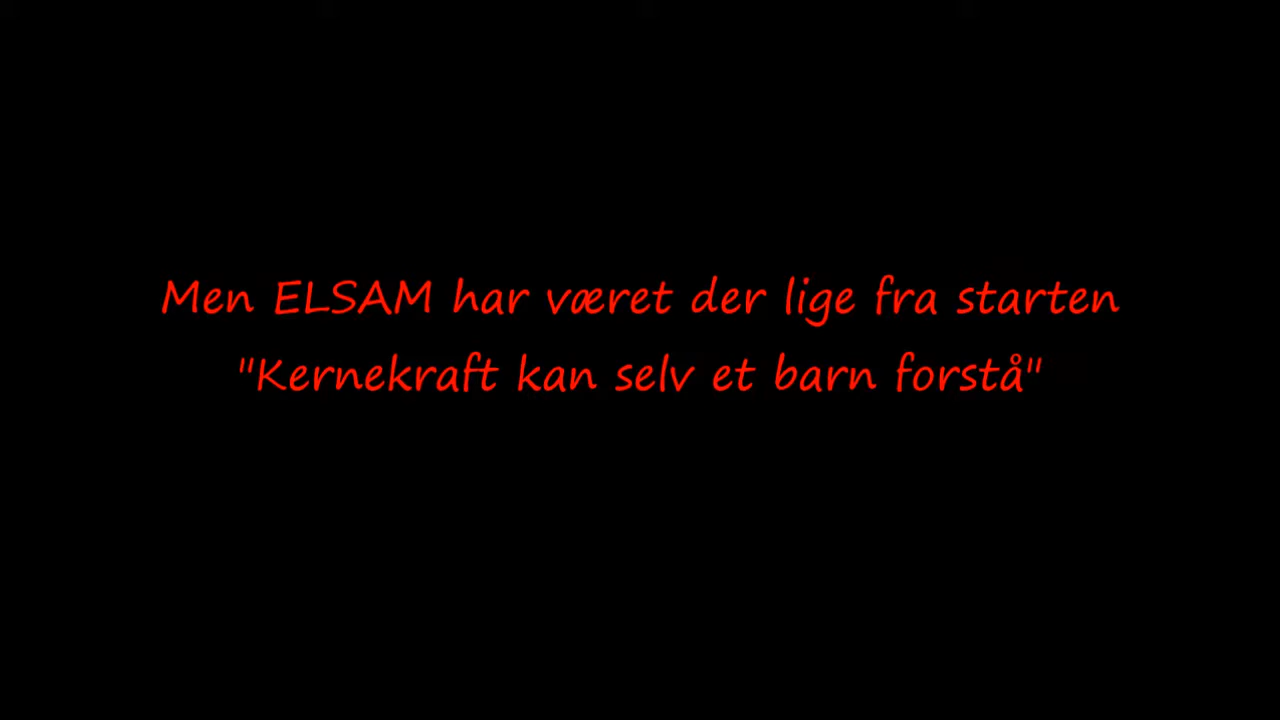 Men ELSAM har været der lige fra starten
"Kernekraft kan selv et barn forstå"